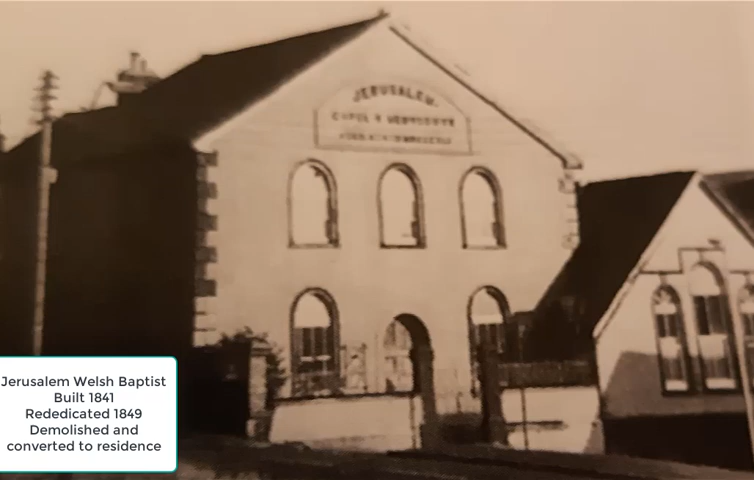 JERUSALEM.
CAPEL Y BEDYDDWYR
Jerusalem Welsh Baptist
Built 1841
Rededicated 1849
Demolished and
converted to residence